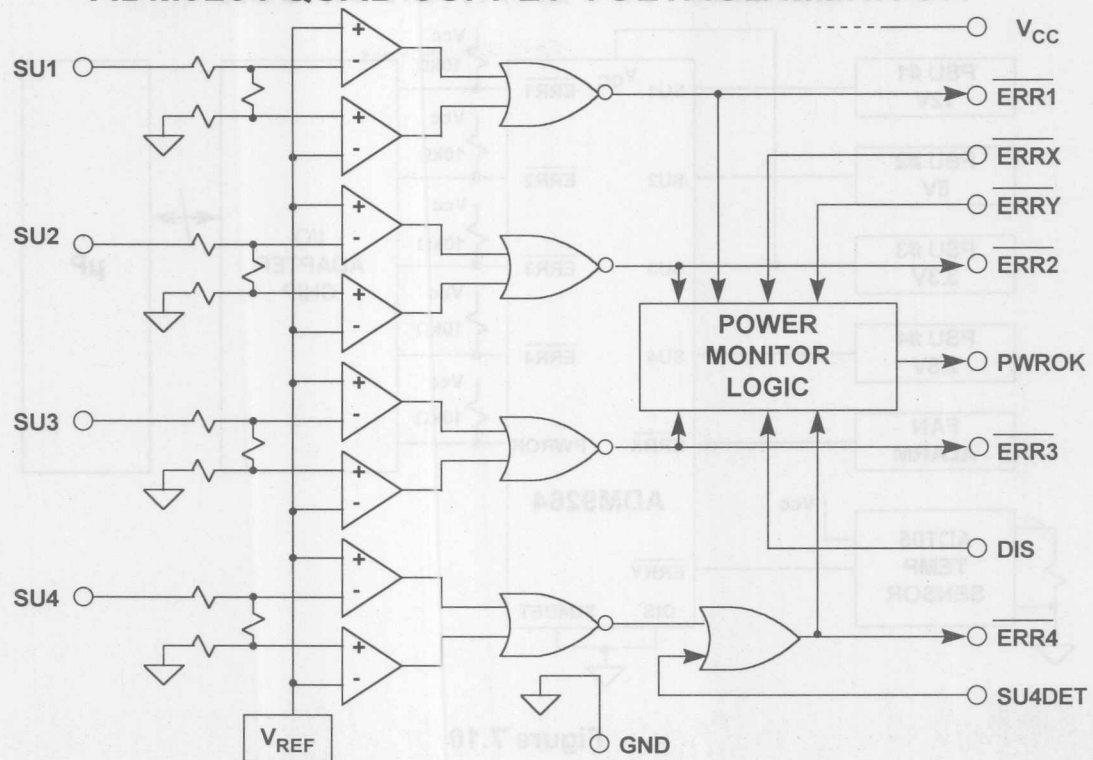 VCC
SU1
ERR1
ERRX
ERRY
SU2
ERR2
POWER
MONITOR
LOGIC
PWROK
SU3
ERR3
DIS
SU4
ERR4
SU4DET
VREF
GND
+
-
+
-
+
-
+
-
+
-
+
-
+
-
+
-